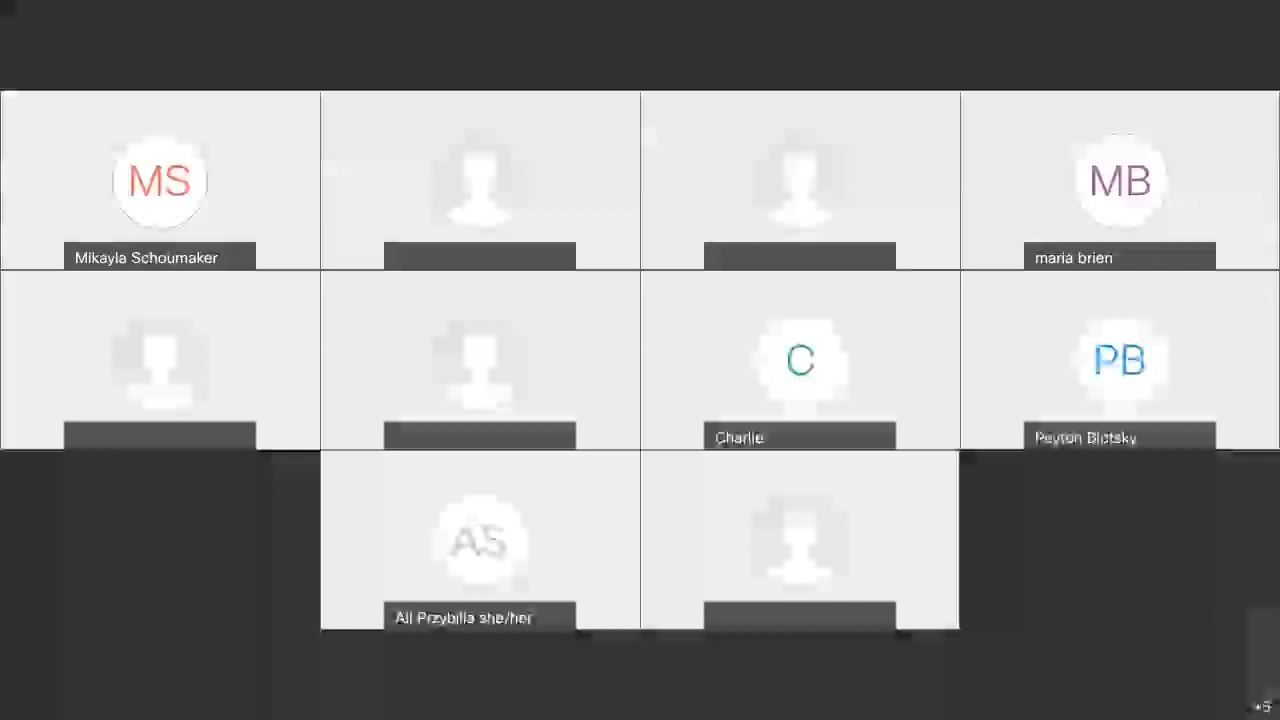 MS
Mikayla Schoumaker
MB
maria brien
C
Charlie
PB
Peyton Blotsky
AS
Ali Przybilla she/her